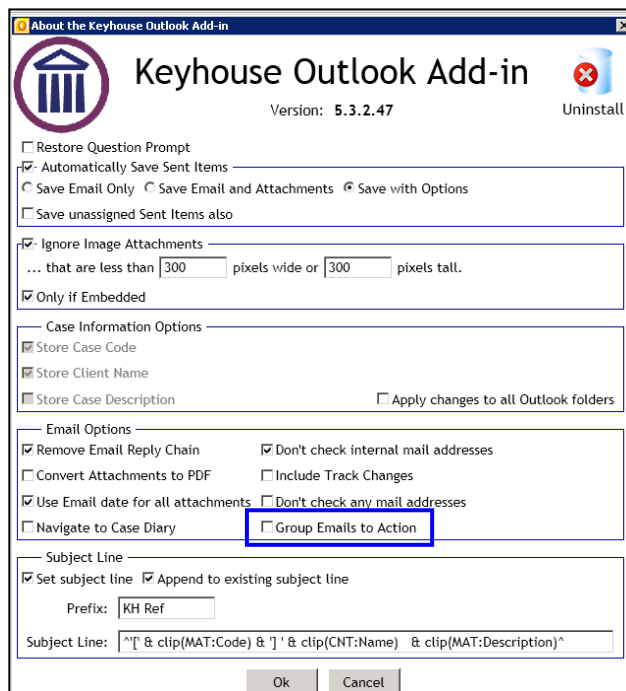 About the Keyhouse Outlook Add-in
Keyhouse Outlook Add-in
Version: 5.3.2.47
Uninstall
Restore Question Prompt
Automatically Save Sent Items
Save Email Only Save Email and Attachments Save with Options
Save unassigned Sent Items also
Ignore Image Attachments
... that are less than 300 pixels wide or 300 pixels tall.
Only if Embedded
Case Information Options
Store Case Code
Store Client Name
Store Case Description Apply changes to all Outlook folders
Email Options
Remove Email Reply Chain Don't check internal mail addresses
Convert Attachments to PDF Include Track Changes
Use Email date for all attachments Don't check any mail addresses
Navigate to Case Diary Group Emails to Action
Subject Line
Set subject line Append to existing subject line
Prefix: KH Ref
Subject Line: ^'[' & clip(MAT:Code) & '] ' & clip(CNT:Name) & clip(MAT:Description)^
Ok Cancel